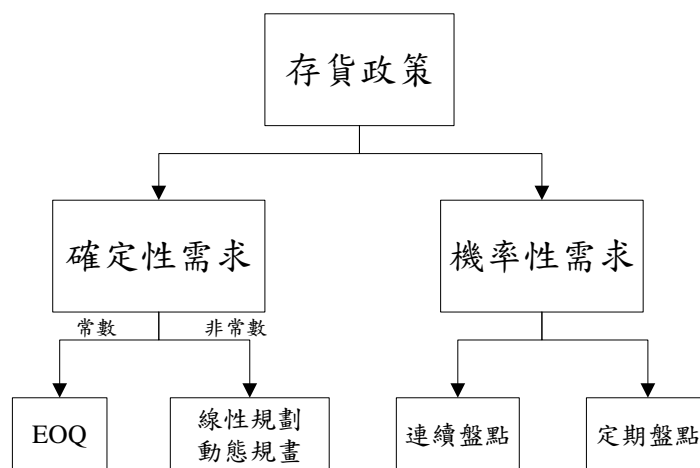 存貨政策
確定性需求
機率性需求
常數
非常數
EOQ
線性規劃
動態規畫
連續盤點
定期盤點